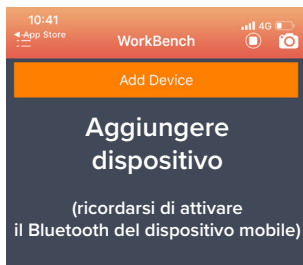 10:41
4G
App Store
WorkBench
Add Device
Aggiungere
dispositivo
(ricordarsi di attivare
il Bluetooth del dispositivo mobile)